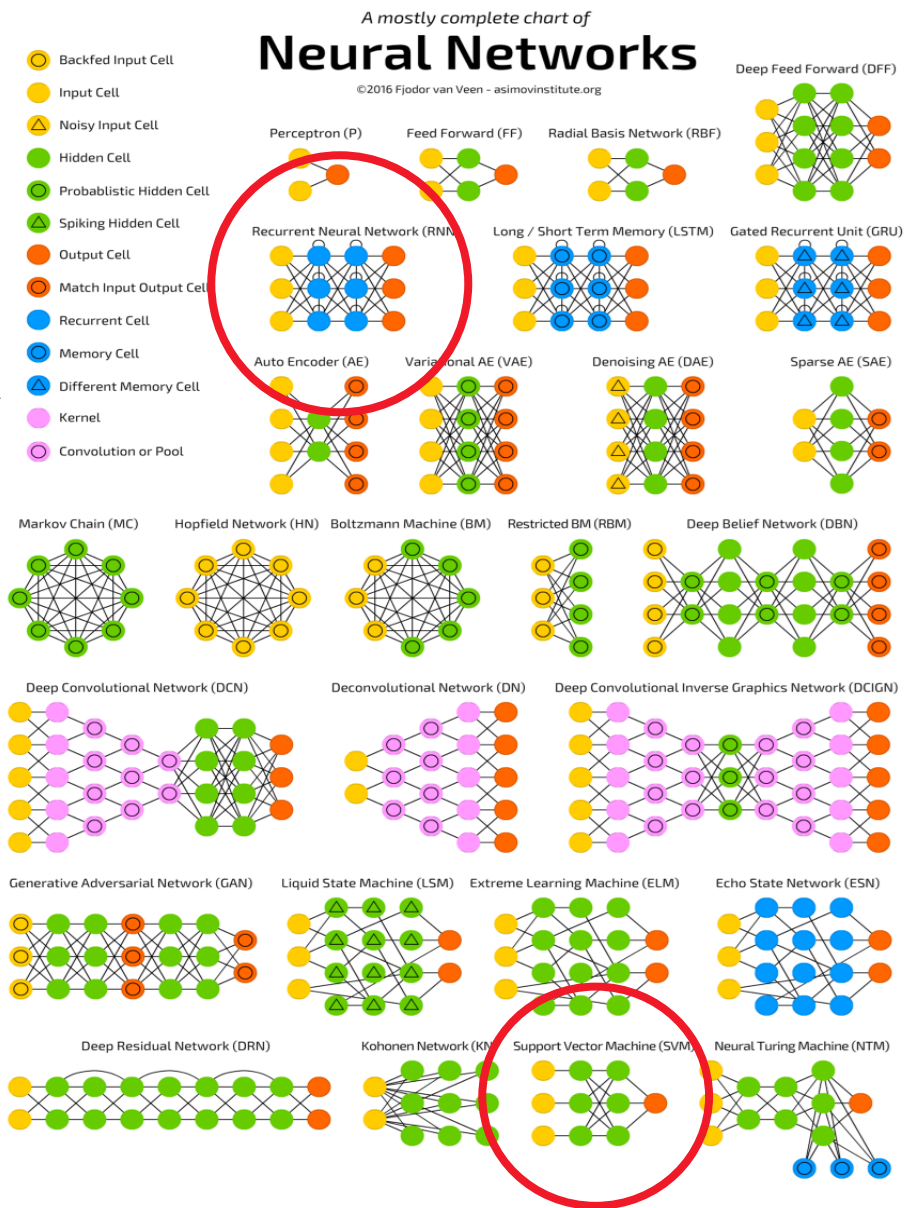 A mostly complete chart of
Neural Networks
©2016 Fjodor van Veen - asimovinstitute.org
Backfed Input Cell
Input Cell
Noisy Input Cell
Hidden Cell
Probablistic Hidden Cell
Spiking Hidden Cell
Output Cell
Match Input Output Cell
Recurrent Cell
Memory Cell
Different Memory Cell
Kernel
Convolution or Pool
Deep Feed Forward (DFF)
Perceptron (P) Feed Forward (FF) Radial Basis Network (RBF)
Recurrent Neural Network (RNN Long / Short Term Memory (LSTM) Gated Recurrent Unit (GRU)
Auto Encoder (AE) Variational AE (VAE) Denoising AE (DAE) Sparse AE (SAE)
Markov Chain (MC) Hopfield Network (HN) Boltzmann Machine (BM) Restricted BM (RBM) Deep Belief Network (DBN)
Deep Convolutional Network (DCN) Deconvolutional Network (DN) Deep Convolutional Inverse Graphics Network (DCIGN)
Generative Adversarial Network (GAN) Liquid State Machine (LSM) Extreme Learning Machine (ELM) Echo State Network (ESN)
Deep Residual Network (DRN) Kohonen Network (KN Support Vector Machine (SVM) Neural Turing Machine (NTM)